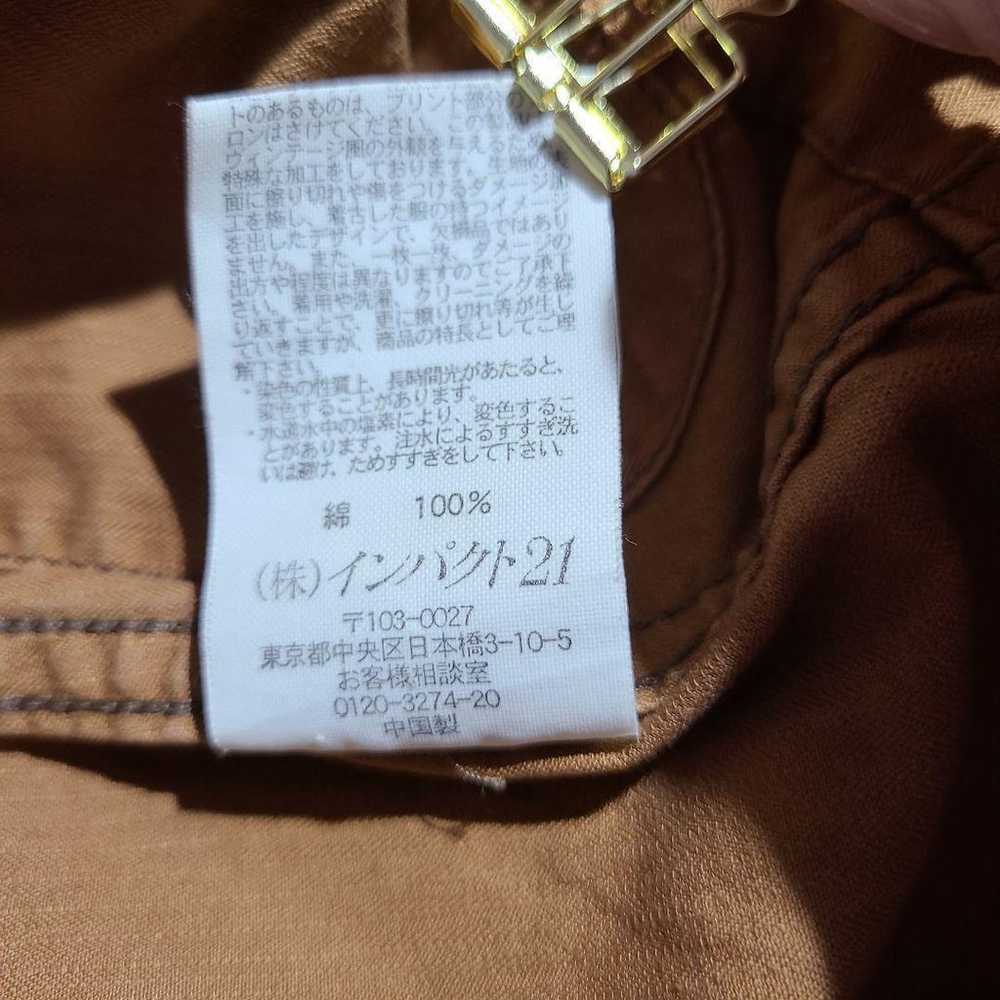 トのあるものは、プリント部分の
ロンはさけてください。この
ウィンテージ風の外観を与えるため
特殊な加工をしております。生地の
面に擦り切れや傷をつけるダメージ
工を施し、着古した服の持つイメージ
を出したデザインで、欠損品ではあり
ません。また、一枚一枚、ダメージの
出方や程度は異なりますのでご了承下
さい。着用や洗濯、クリーニングを繰
り返すことで、更に擦り切れ等が生じ
ていきますが、商品の特長としてご理
解下さい。
・染色の性質上、長時間光があたると、
変色することがあります。
・水道水中の塩素により、変色するこ
とがあります。注水によるすすぎ洗
いは避け、ためすすぎをして下さい。
綿 100%
(株)インパクト21
〒103-0027
東京都中央区日本橋3-10-5
お客様相談室
0120-3274-20
中国製